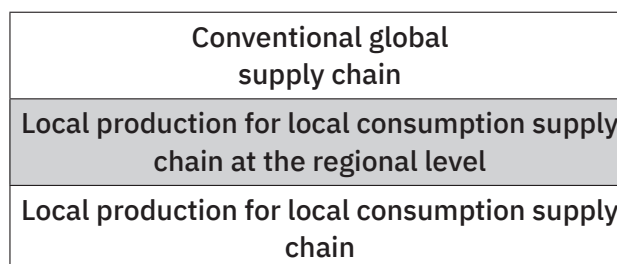 Conventional global
supply chain
Local production for local consumption supply
chain at the regional level
Local production for local consumption supply
chain